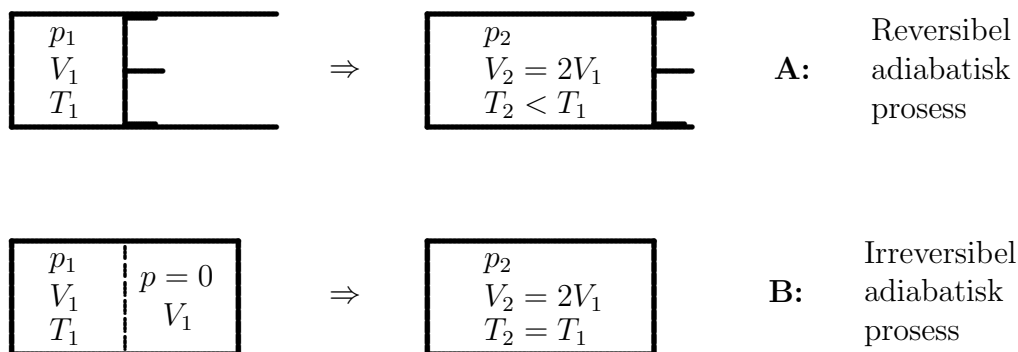 p₁
V₁
T₁
⇒
p₂
V₂ = 2V₁
T₂ < T₁
A:
Reversibel
adiabatisk
prosess
p₁
V₁
T₁
p = 0
V₁
⇒
p₂
V₂ = 2V₁
T₂ = T₁
B:
Irreversibel
adiabatisk
prosess